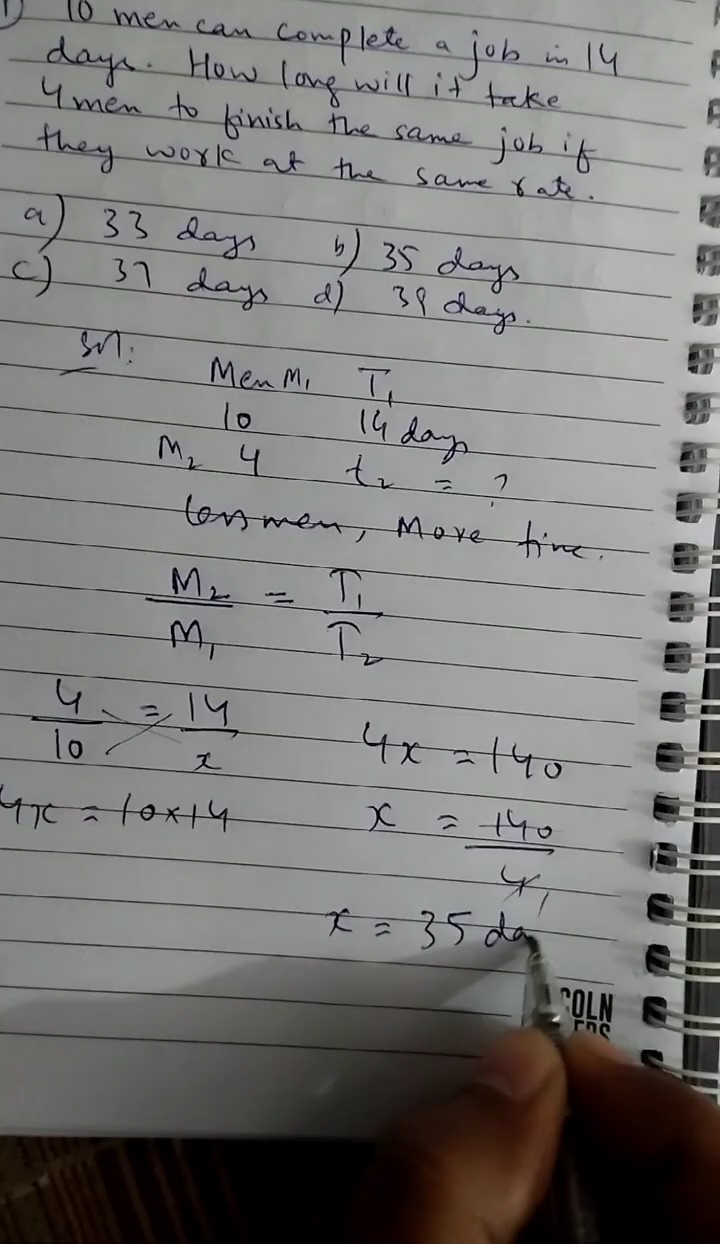 1) 10 men can complete a job in 14
days. How long will it take
4 men to finish the same job if
they work at the same rate.
a) 33 days b) 35 days
c) 37 days d) 39 days.
Sol:
Men M₁ T₁
10 14 days
M₂ 4 t₂ = ?
Less men, More time.
M₂/M₁ = T₁/T₂
4/10 = 14/x
4x = 140
4x = 10×14
x = 140/4
x = 35 da
COLN